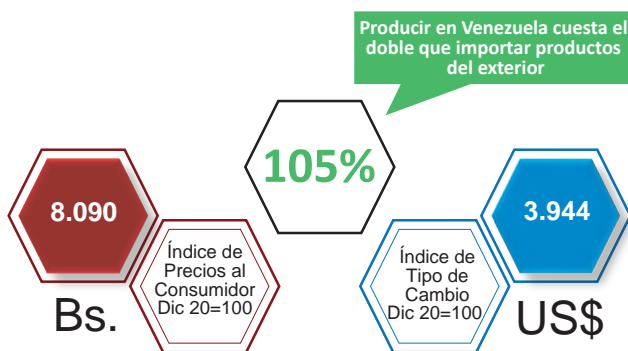 Producir en Venezuela cuesta el
doble que importar productos
del exterior
105%
8.090
Índice de
Precios al
Consumidor
Dic 20=100
Bs.
3.944
Índice de
Tipo de
Cambio
Dic 20=100
US$